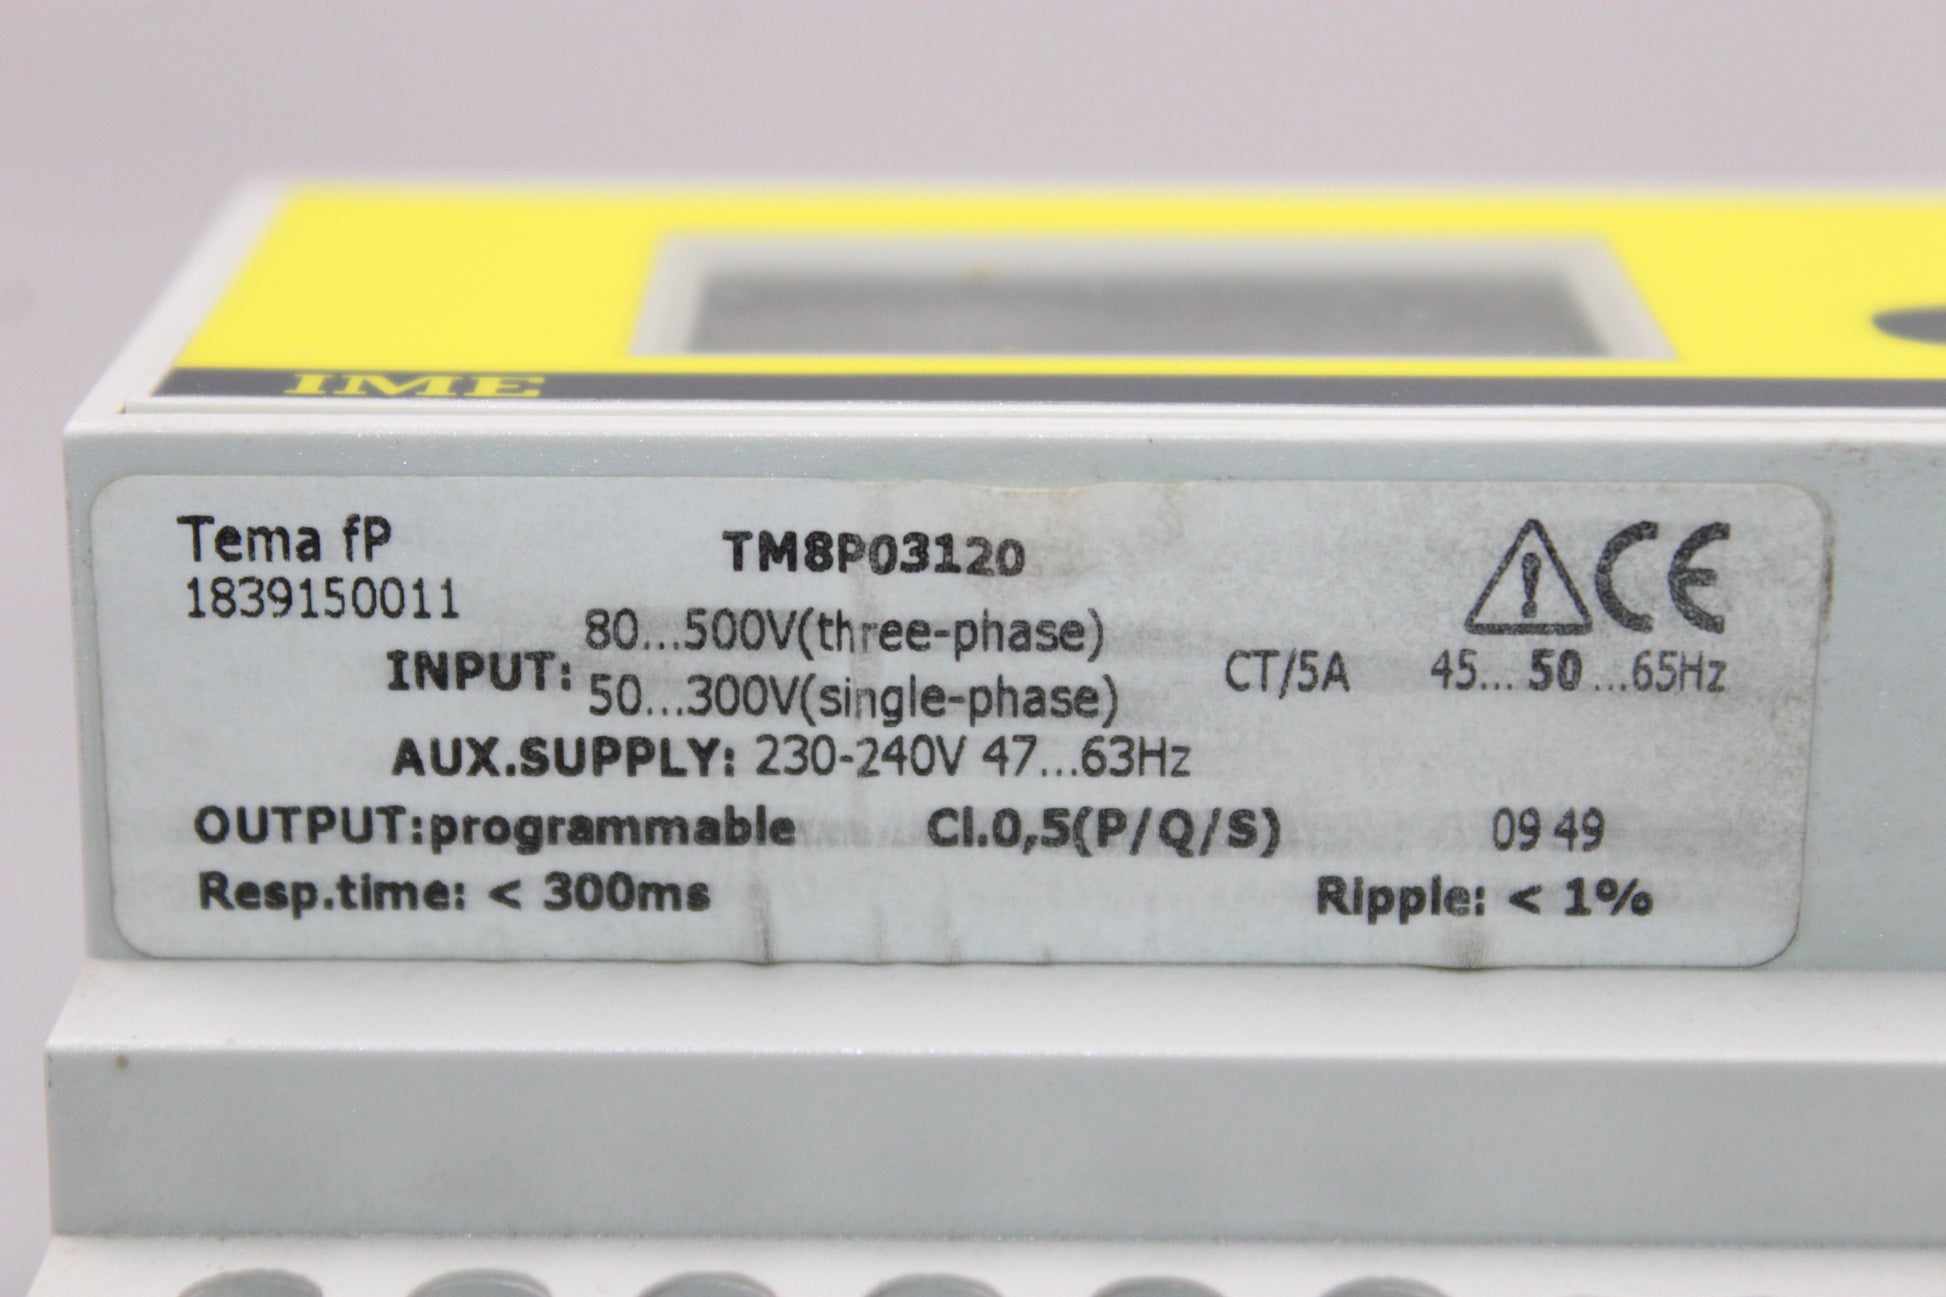 IME
Tema fP
TM8P03120
CE
1839150011
80...500V(three-phase)
INPUT:
50...300V(single-phase)
CT/5A 45...50...65Hz
AUX.SUPPLY: 230-240V 47...63Hz
OUTPUT:programmable Cl.0,5(P/Q/S) 09 49
Resp.time: < 300ms Ripple: < 1%